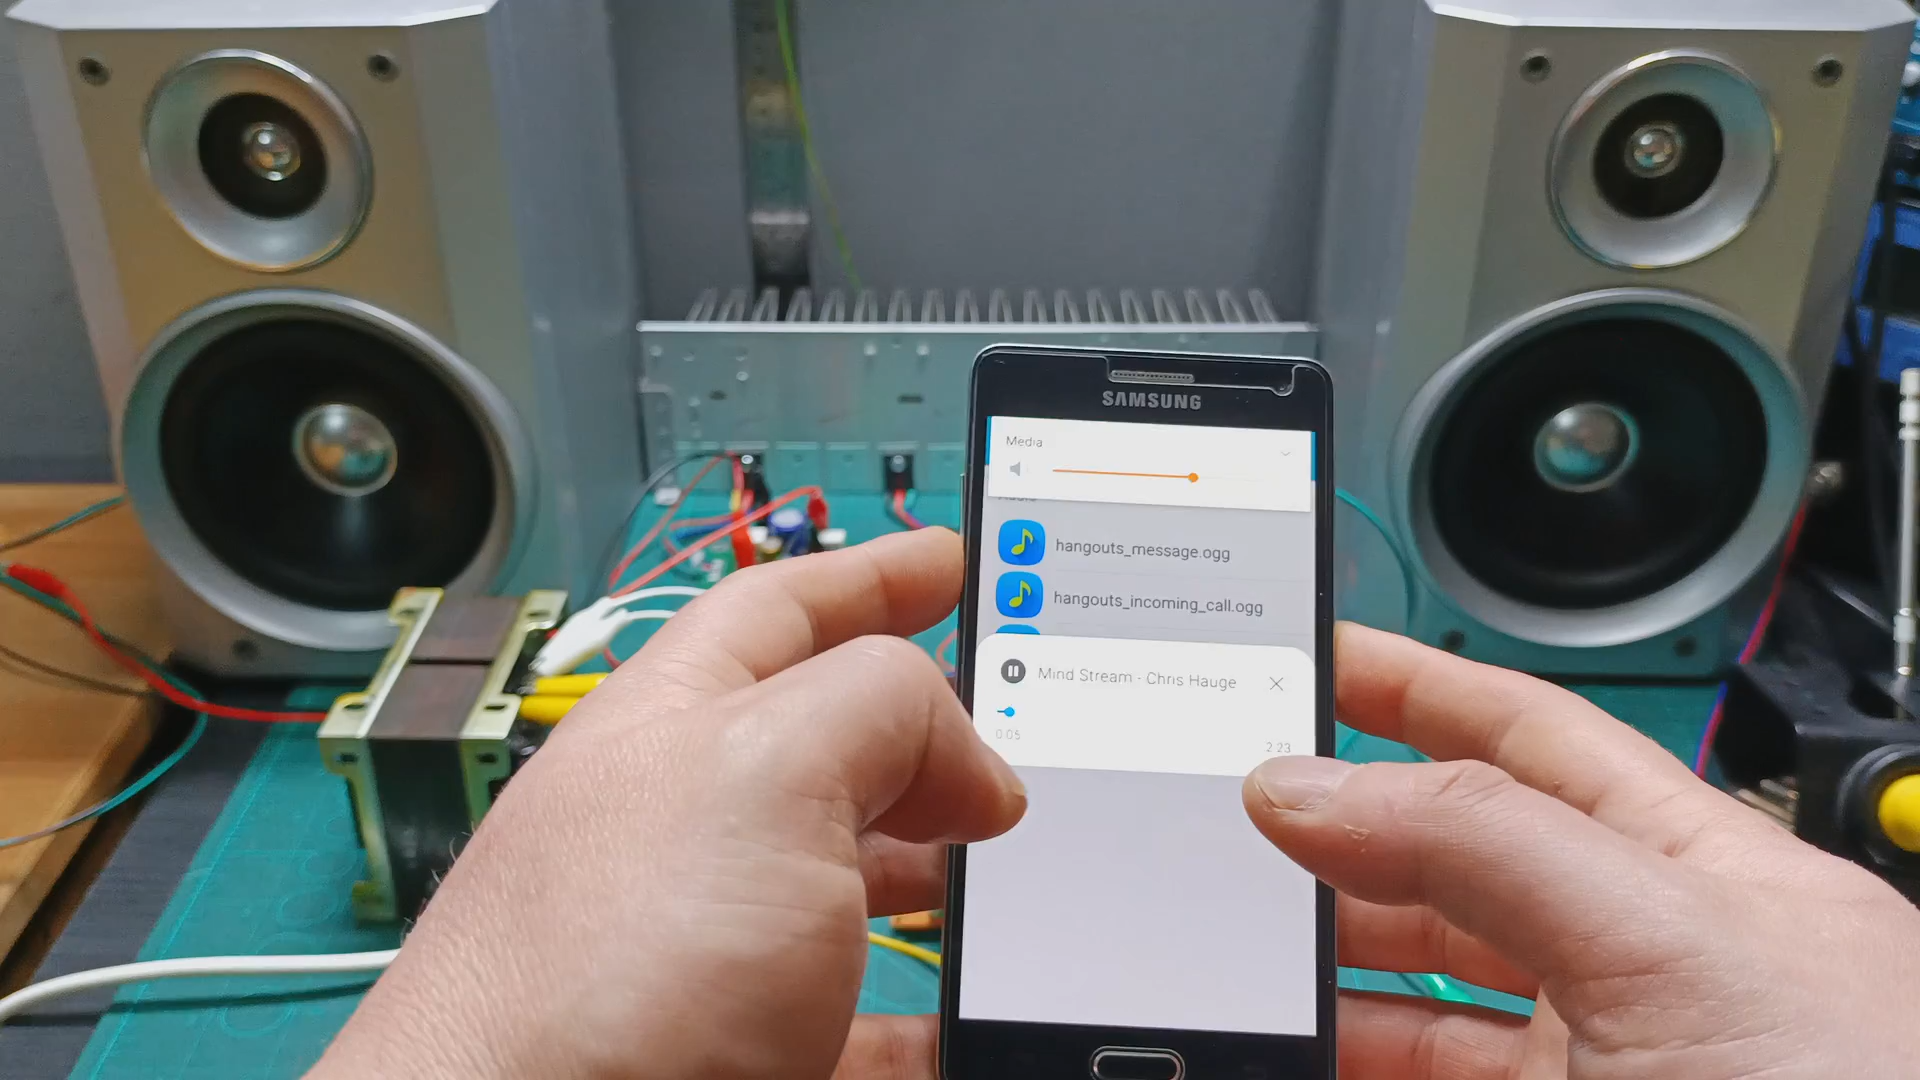 SAMSUNG
Media
hangouts_message.ogg
hangouts_incoming_call.ogg
Mind Stream - Chris Hauge
0:05
2:23